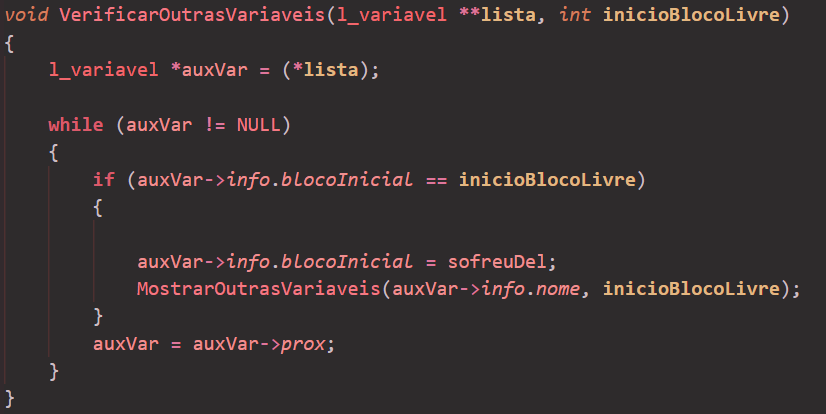 void VerificarOutrasVariaveis(l_variavel **lista, int inicioBlocoLivre)
{
    l_variavel *auxVar = (*lista);
    while (auxVar != NULL)
    {
        if (auxVar->info.blocoInicial == inicioBlocoLivre)
        {
            auxVar->info.blocoInicial = sofreuDel;
            MostrarOutrasVariaveis(auxVar->info.nome, inicioBlocoLivre);
        }
        auxVar = auxVar->prox;
    }
}